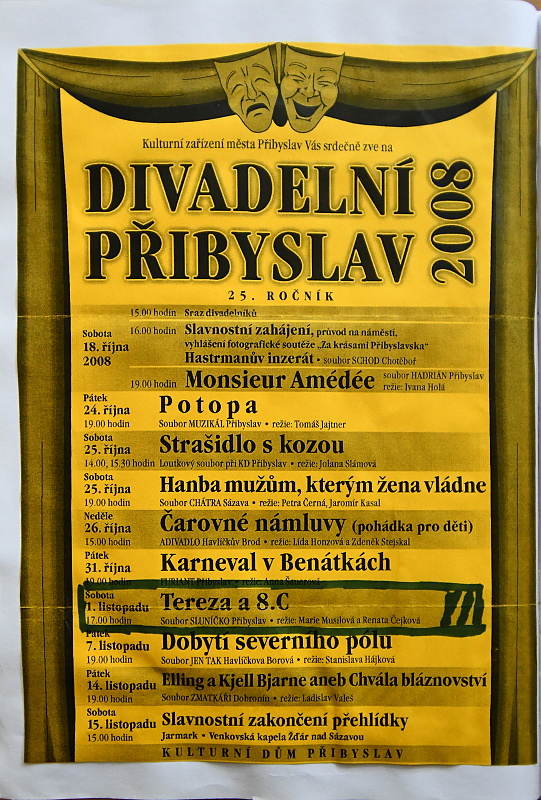 Kulturní zařízení města Přibyslav Vás srdečně zve na
DIVADELNÍ
PŘIBYSLAV
2008
25. ROČNÍK
15.00 hodin Sraz divadelníků
Sobota
18. října
2008
16.00 hodin Slavnostní zahájení, průvod na náměstí,
vyhlášení fotografické soutěže „Za krásami Přibyslavska“
Hastrmanův inzerát • soubor SCHOD Chotěboř
19.00 hodin Monsieur Amédée soubor HADRIÁN Přibyslav
režie: Ivana Holá
Pátek
24. října Potopa
19.00 hodin Soubor MUZIKÁL Přibyslav • režie: Tomáš Jajtner
Sobota
25. října Strašidlo s kozou
14.00, 15.30 hodin Loutkový soubor při KD Přibyslav • režie: Jolana Slámová
Sobota
25. října Hanba mužům, kterým žena vládne
19.00 hodin Soubor CHÁTRA Sázava • režie: Petra Černá, Jaromír Kasal
Neděle
26. října Čarovné námluvy (pohádka pro děti)
15.00 hodin ADIVADLO Havlíčkův Brod • režie: Lída Honzová a Zdeněk Stejskal
Pátek
31. října Karneval v Benátkách
19.00 hodin FURIANT Přibyslav • režie: Anna Šmerová
Sobota
1. listopadu Tereza a 8.C
17.00 hodin Soubor SLUNÍČKO Přibyslav • režie: Marie Musilová a Renata Čejková
Pátek
7. listopadu Dobytí severního pólu
19.00 hodin Soubor JEN TAK Havlíčkova Borová • režie: Stanislava Hájková
Pátek
14. listopadu Elling a Kjell Bjarne aneb Chvála bláznovství
19.00 hodin Soubor ZMATKÁŘI Dobronín • režie: Ladislav Valeš
Sobota
15. listopadu Slavnostní zakončení přehlídky
15.00 hodin Jarmark • Venkovská kapela Žďár nad Sázavou
KULTURNÍ DŮM PŘIBYSLAV